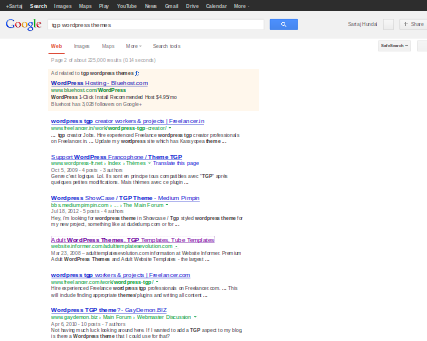 +Sartaj Search Images Maps Play YouTube News Gmail Drive Calendar More
Google
tgp wordpress themes
Sartaj Hundal
+ Share
Web Images Maps More Search tools
SafeSearch
Page 2 of about 225,000 results (0.14 seconds)
Ad related to tgp wordpress themes
WordPress Hosting - Bluehost.com
www.bluehost.com/WordPress
WordPress 1-Click Install Recommended Host $4.95/mo
Bluehost has 3,928 followers on Google+
wordpress tgp creator workers & projects | Freelancer.in
www.freelancer.in/work/wordpress-tgp-creator/
... tgp creator Jobs. Hire experienced Freelance wordpress tgp creator professionals
on Freelancer.in. ... Update my wordpress site which has Kassyopea theme ...
Support WordPress Francophone / Theme TGP
www.wordpress-fr.net › Index › Thèmes Translate this page
Oct 5, 2009 - 4 posts - 3 authors
Genre c'est logique. Lol. Ils sont en principe tous compatibles avec "TGP" après
quelques petites modifications. Mais thèmes avec ce plugin ...
WordPress ShowCase / TGP Theme - Medium Pimpin
bbs.mediumpimpin.com › ... › The Main Forum
Jul 16, 2012 - 5 posts - 4 authors
Hey, I'm looking for wordpress theme in Showcase / Tgp styled wordpress theme for
my new project, something like at dudedump.com or for ...
Adult WordPress Themes, TGP Templates, Tube Templates
website.informer.com/adulttemplatesevolution.com
Mar 23, 2008 - adulttemplatesevolution.com information at Website Informer. Premium
Adult WordPress Themes and Adult Website Templates - the largest ...
wordpress tgp workers & projects | Freelancer.com
www.freelancer.com/work/wordpress-tgp/
Hire experienced Freelance wordpress tgp professionals on Freelancer.com. ... This
will include finding appropriate themes/plugins and writing all content ...
WordPress TGP theme? - GayDemon.BIZ
www.gaydemon.biz › Main Forum › Webmaster Discussion
Apr 6, 2010 - 10 posts - 7 authors
Not having much luck looking around here. If I wanted to add a TGP aspect to my blog
is there a Wordpress theme that I could use for that?